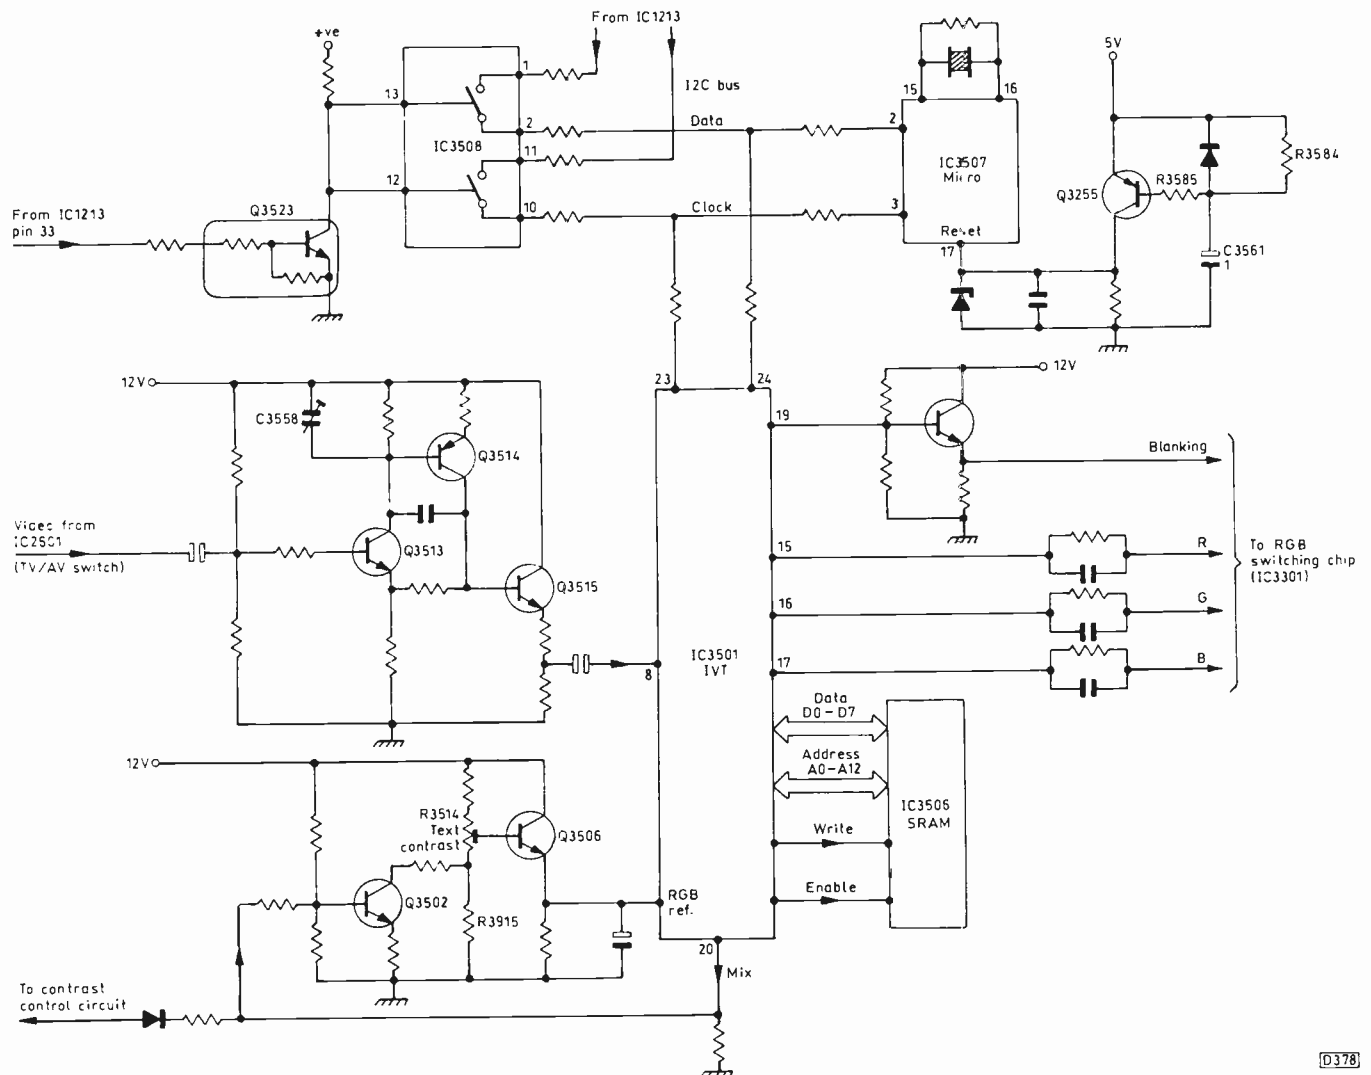 From IC1213
+ve
5V
1
I2C bus
15
16
13
2
Data
2
IC3508
11
IC3507
Micro
R3584
12
R3585
Q3255
10
Clock
3
From IC1213
pin 33
Q3523
Reset
17
C3561
1
12V
12V
23
24
19
C3558
Q3514
Blanking
Video from
IC2501
(TV/AV switch)
Q3513
15
R
To RGB
switching chip
(IC3301)
Q3515
16
G
IC3501
IVT
17
B
8
Data
D0-D7
Address
A0-A12
12V
IC3506
SRAM
R3514
Text
contrast
Q3506
Write
Q3502
R3915
RGB
ref.
Enable
20
Mix
To contrast
control circuit
D378